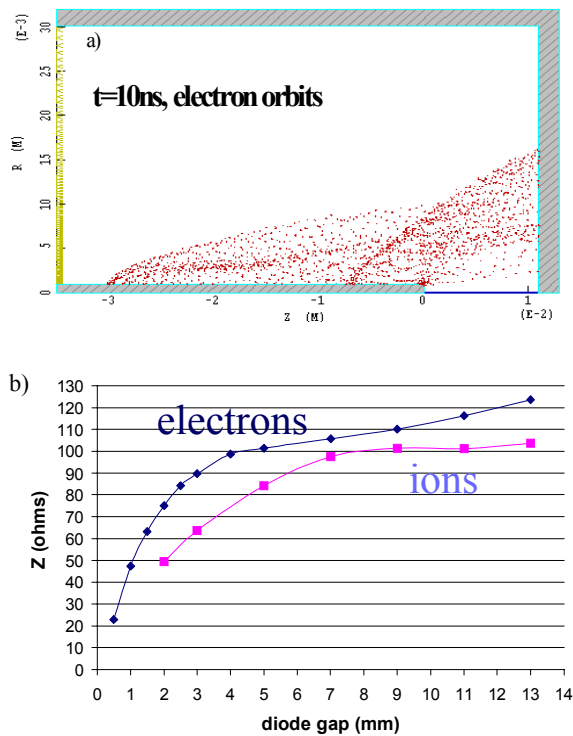 (E-3)
a)
t=10ns, electron orbits
R (M)
30
25
20
15
10
5
0
-3 -2 -1 0 1
Z (M) (E-2)
b)
130
120
110
100
90
80
70
60
50
40
30
20
10
0
electrons
ions
Z (ohms)
0 1 2 3 4 5 6 7 8 9 10 11 12 13 14
diode gap (mm)